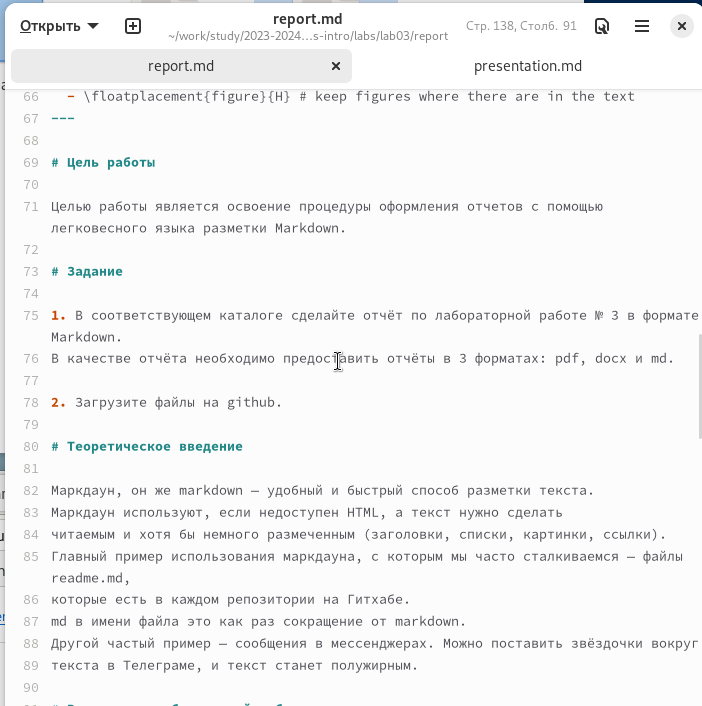 Открыть
report.md
~/work/study/2023-2024…s-intro/labs/lab03/report
Стр. 138, Столб. 91
report.md
presentation.md
66 - \floatplacement{figure}{H} # keep figures where there are in the text
67 ---
68
69 # Цель работы
70
71 Целью работы является освоение процедуры оформления отчетов с помощью
легковесного языка разметки Markdown.
72
73 # Задание
74
75 1. В соответствующем каталоге сделайте отчёт по лабораторной работе № 3 в формате
Markdown.
76 В качестве отчёта необходимо предоставить отчёты в 3 форматах: pdf, docx и md.
77
78 2. Загрузите файлы на github.
79
80 # Теоретическое введение
81
82 Маркдаун, он же markdown — удобный и быстрый способ разметки текста.
83 Маркдаун используют, если недоступен HTML, а текст нужно сделать
84 читаемым и хотя бы немного размеченным (заголовки, списки, картинки, ссылки).
85 Главный пример использования маркдауна, с которым мы часто сталкиваемся — файлы
readme.md,
86 которые есть в каждом репозитории на Гитхабе.
87 md в имени файла это как раз сокращение от markdown.
88 Другой частый пример — сообщения в мессенджерах. Можно поставить звёздочки вокруг
89 текста в Телеграме, и текст станет полужирным.
90